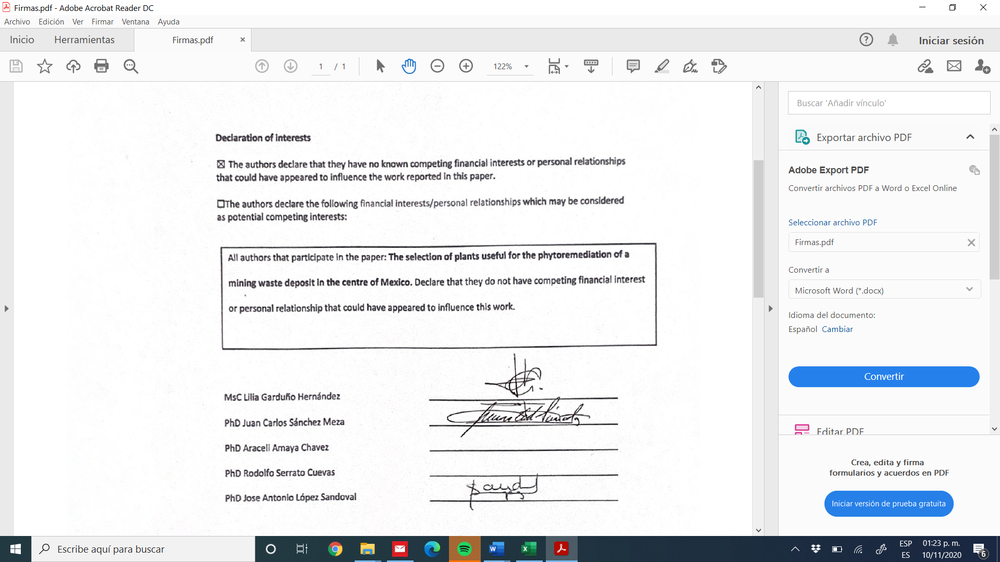 Firmas.pdf - Adobe Acrobat Reader DC
Archivo Edición Ver Firmar Ventana Ayuda
Inicio Herramientas Firmas.pdf Iniciar sesión
1 / 1 122%
Declaration of interests
☒ The authors declare that they have no known competing financial interests or personal relationships
that could have appeared to influence the work reported in this paper.
☐The authors declare the following financial interests/personal relationships which may be considered
as potential competing interests:
All authors that participate in the paper: The selection of plants useful for the phytoremediation of a
mining waste deposit in the centre of Mexico. Declare that they do not have competing financial interest
or personal relationship that could have appeared to influence this work.
MsC Lilia Garduño Hernández
PhD Juan Carlos Sánchez Meza
PhD Araceli Amaya Chavez
PhD Rodolfo Serrato Cuevas
PhD Jose Antonio López Sandoval
Buscar 'Añadir vínculo'
Exportar archivo PDF
Adobe Export PDF
Convertir archivos PDF a Word o Excel Online
Seleccionar archivo PDF
Firmas.pdf
Convertir a
Microsoft Word (*.docx)
Idioma del documento:
Español Cambiar
Convertir
Editar PDF
Crea, edita y firma
formularios y acuerdos en PDF
Iniciar versión de prueba gratuita
Escribe aquí para buscar
ESP
ES
01:23 p. m.
10/11/2020
6